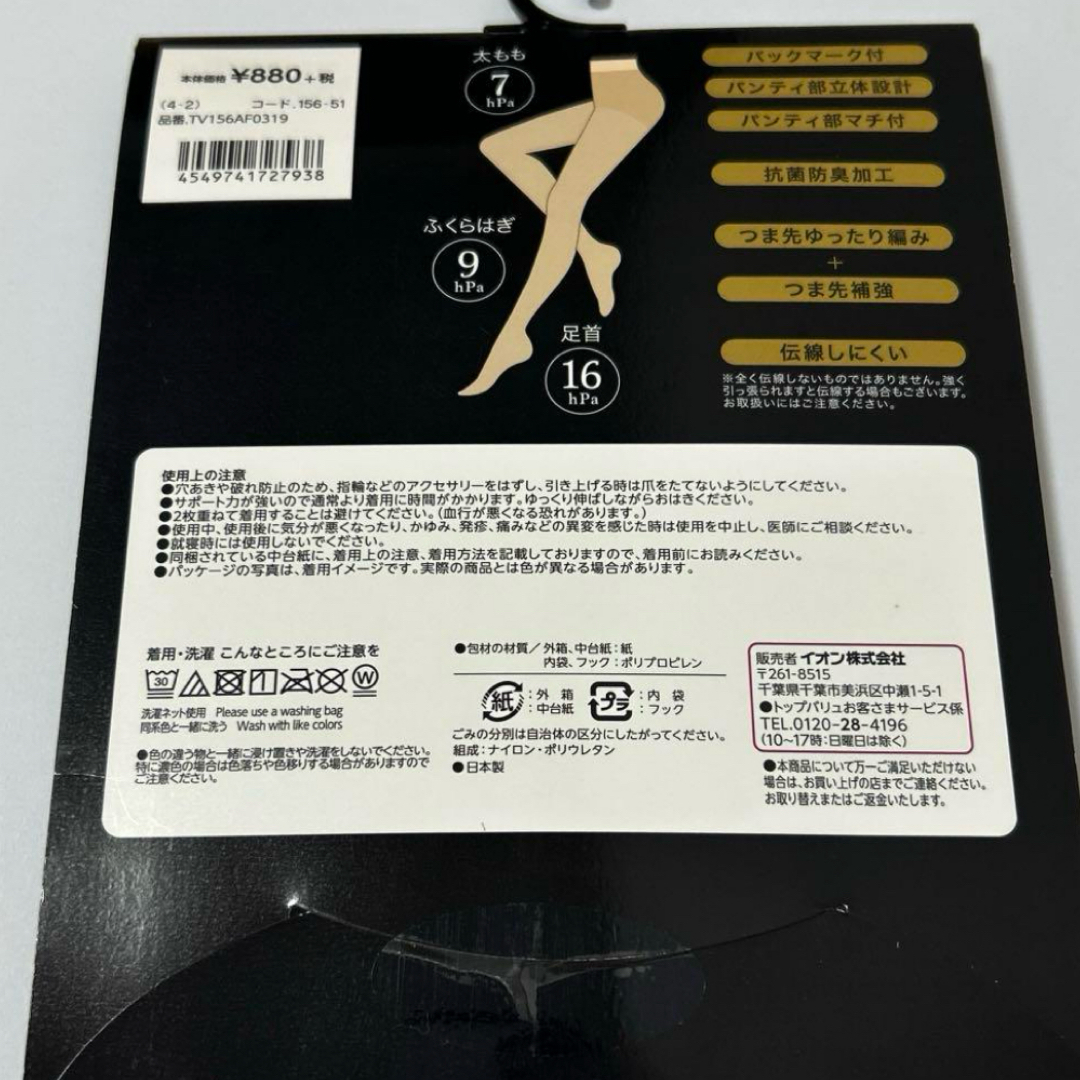 本体価格 ¥880+税
(4-2) コード.156-51
品番.TV156AF0319
4549741727938
太もも
7
hPa
ふくらはぎ
9
hPa
足首
16
hPa
バックマーク付
パンティ部立体設計
パンティ部マチ付
抗菌防臭加工
つま先ゆったり編み
+
つま先補強
伝線しにくい
※全く伝線しないものではありません。強く
引っ張られますと伝線する場合もございます。
お取扱いにはご注意ください。
使用上の注意
●穴あきや破れ防止のため、指輪などのアクセサリーをはずし、引き上げる時は爪をたてないようにしてください。
●サポート力が強いので通常より着用に時間がかかります。ゆっくり伸ばしながらおはきください。
●2枚重ねて着用することは避けてください。(血行が悪くなる恐れがあります。)
●使用中、使用後に気分が悪くなったり、かゆみ、発疹、痛みなどの異変を感じた時は使用を中止し、医師にご相談ください。
●就寝時には使用しないでください。
●同梱されている中台紙に、着用上の注意、着用方法を記載しておりますので、着用前にお読みください。
●パッケージの写真は、着用イメージです。実際の商品とは色が異なる場合があります。
着用・洗濯 こんなところにご注意を
30
W
洗濯ネット使用 Please use a washing bag
同系色と一緒に洗う Wash with like colors
●色の違う物と一緒に浸け置きや洗濯をしないでください。
特に濃色の場合は色落ちや色移りする場合がありますので
ご注意ください。
●包材の材質/外箱、中台紙:紙
内袋、フック:ポリプロピレン
紙 :外 箱
:中台紙
プラ :内 袋
:フック
ごみの分別は自治体の区分にしたがってください。
組成:ナイロン・ポリウレタン
●日本製
販売者 イオン株式会社
〒261-8515
千葉県千葉市美浜区中瀬1-5-1
●トップバリュお客さまサービス係
TEL.0120-28-4196
(10~17時:日曜日は除く)
●本商品について万一ご満足いただけない
場合は、お買い上げの店までご連絡ください。
お取り替えまたはご返金いたします。